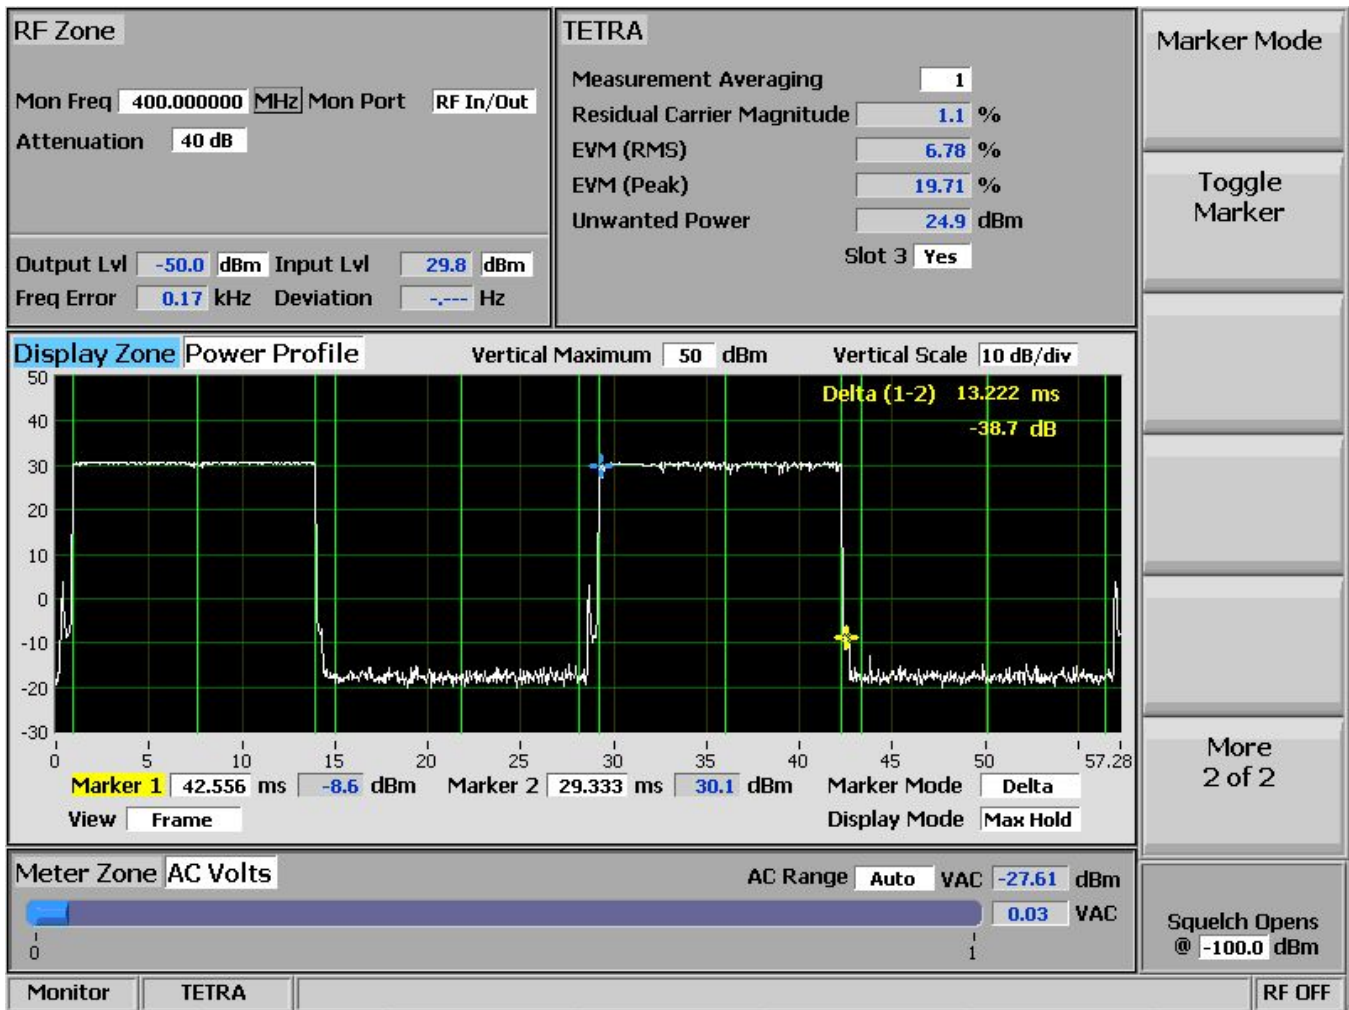 RF Zone
Mon Freq 400.000000 MHz Mon Port RF In/Out
Attenuation 40 dB
Output Lvl -50.0 dBm Input Lvl 29.8 dBm
Freq Error 0.17 kHz Deviation -.--- Hz
TETRA
Measurement Averaging 1
Residual Carrier Magnitude 1.1 %
EVM (RMS) 6.78 %
EVM (Peak) 19.71 %
Unwanted Power 24.9 dBm
Slot 3 Yes
Display Zone Power Profile Vertical Maximum 50 dBm Vertical Scale 10 dB/div
Delta (1-2) 13.222 ms
-38.7 dB
50
40
30
20
10
0
-10
-20
-30
0 5 10 15 20 25 30 35 40 45 50 57.28
Marker 1 42.556 ms -8.6 dBm Marker 2 29.333 ms 30.1 dBm Marker Mode Delta
View Frame Display Mode Max Hold
Meter Zone AC Volts AC Range Auto VAC -27.61 dBm
0.03 VAC
0 1
Marker Mode
Toggle
Marker
More
2 of 2
Squelch Opens
@ -100.0 dBm
Monitor TETRA RF OFF